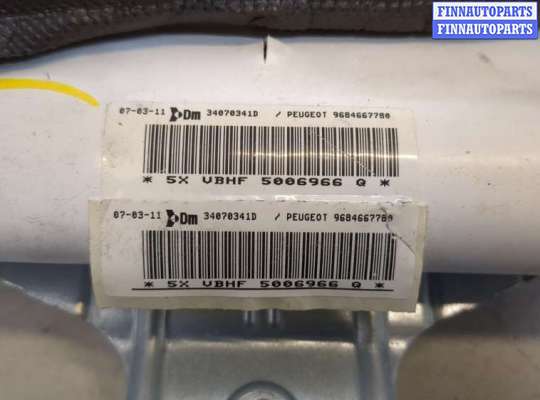 FINNAUTOPARTS
FINNAUTOPARTS
07-03-11 Dm 34070341D / PEUGEOT 9684667780
* 5X VBHF 5006966 Q *
07-03-11 Dm 34070341D / PEUGEOT 9684667780
* 5X VBHF 5006966 Q *